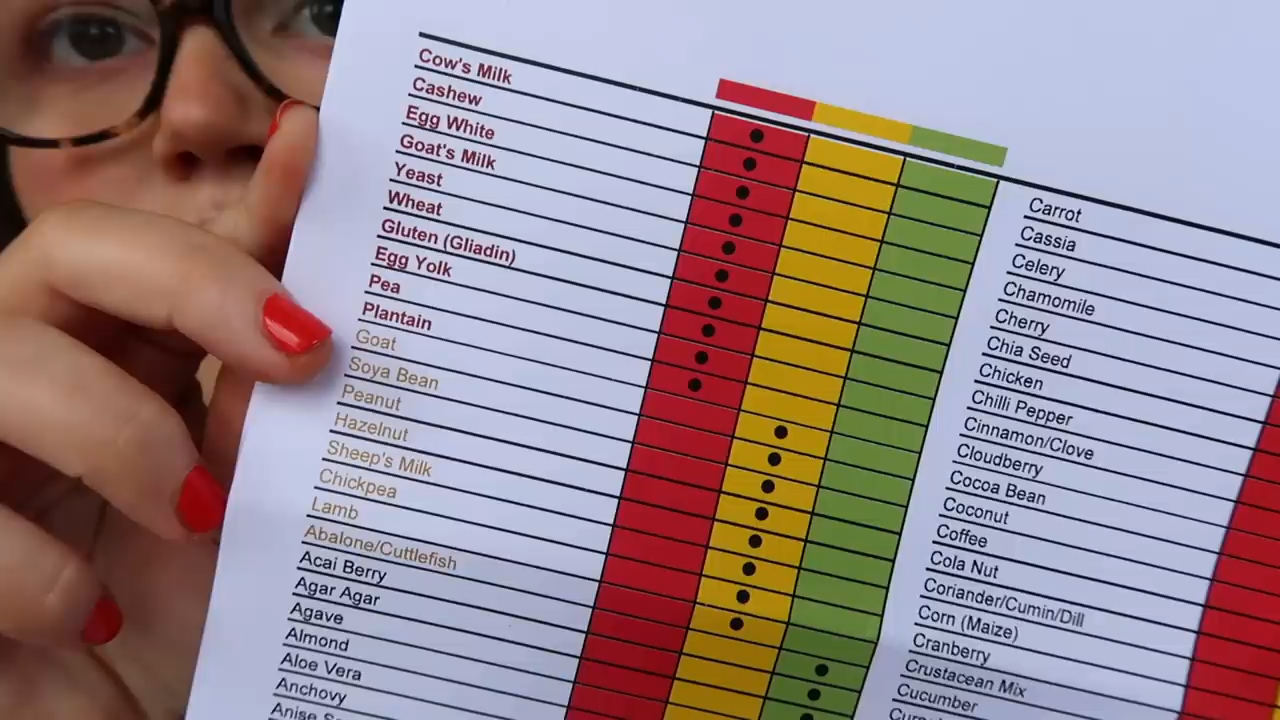 Cow's Milk
Cashew
Egg White
Goat's Milk
Yeast
Wheat
Gluten (Gliadin)
Egg Yolk
Pea
Plantain
Goat
Soya Bean
Peanut
Hazelnut
Sheep's Milk
Chickpea
Lamb
Abalone/Cuttlefish
Acai Berry
Agar Agar
Agave
Almond
Aloe Vera
Anchovy
Carrot
Cassia
Celery
Chamomile
Cherry
Chia Seed
Chicken
Chilli Pepper
Cinnamon/Clove
Cloudberry
Cocoa Bean
Coconut
Coffee
Cola Nut
Coriander/Cumin/Dill
Corn (Maize)
Cranberry
Crustacean Mix
Cucumber